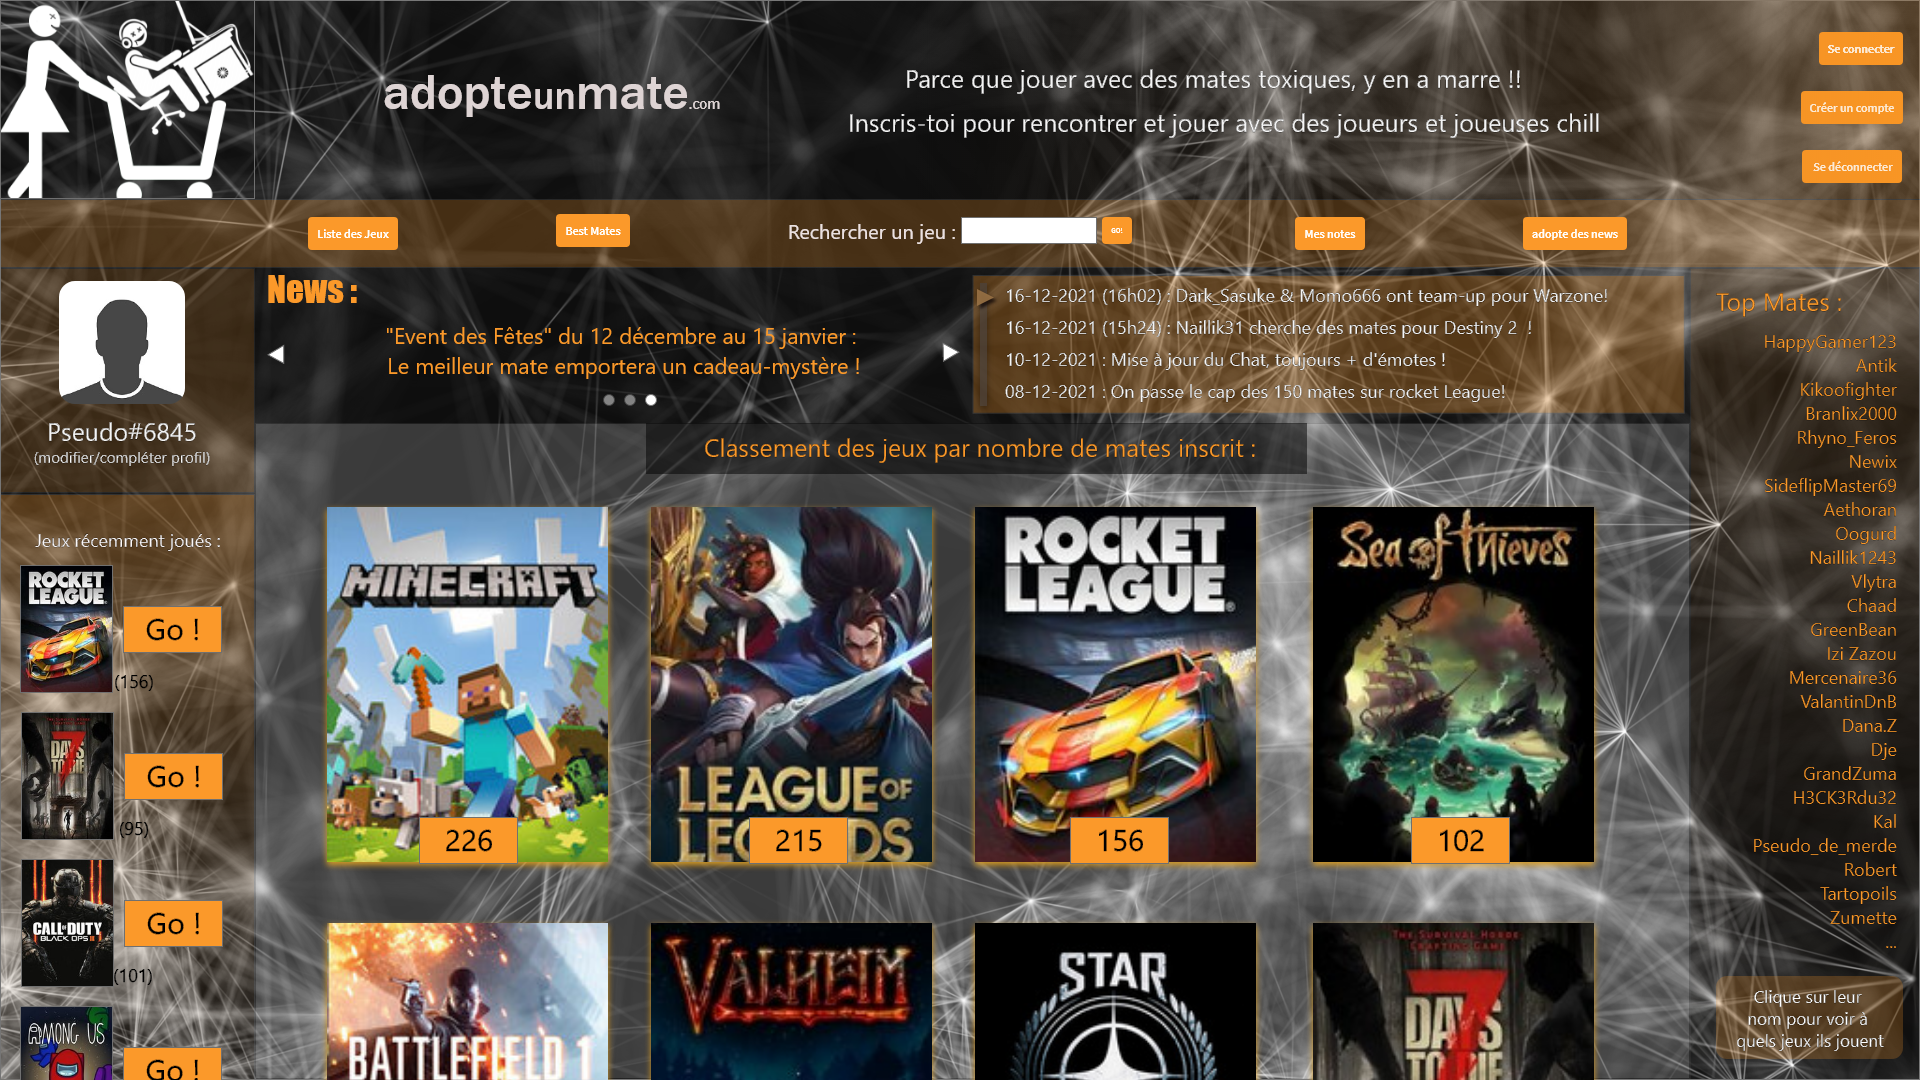 adopteunmate.com
Parce que jouer avec des mates toxiques, y en a marre !!
Inscris-toi pour rencontrer et jouer avec des joueurs et joueuses chill
Se connecter
Créer un compte
Se déconnecter
Liste des Jeux
Best Mates
Rechercher un jeu :
GO!
Mes notes
adopte des news
Pseudo#6845
(modifier/compléter profil)
Jeux récemment joués :
ROCKET
LEAGUE
Go !
(156)
7
DAYS
TO DIE
Go !
(95)
CALL OF DUTY
BLACK OPS III
Go !
(101)
AMONG US
Go !
News :
"Event des Fêtes" du 12 décembre au 15 janvier :
Le meilleur mate emportera un cadeau-mystère !
16-12-2021 (16h02) : Dark_Sasuke & Momo666 ont team-up pour Warzone!
16-12-2021 (15h24) : Naillik31 cherche des mates pour Destiny 2 !
10-12-2021 : Mise à jour du Chat, toujours + d'émotes !
08-12-2021 : On passe le cap des 150 mates sur rocket League!
Classement des jeux par nombre de mates inscrit :
MINECRAFT
226
LEAGUE OF
LEGENDS
215
ROCKET
LEAGUE®
156
Sea of Thieves
102
BATTLEFIELD 1
VALHEIM
STAR
THE SURVIVAL HORDE
CRAFTING GAME
7
DAYS
TO DIE
Top Mates :
HappyGamer123
Antik
Kikoofighter
Branlix2000
Rhyno_Feros
Newix
SideflipMaster69
Aethoran
Oogurd
Naillik1243
Vlytra
Chaad
GreenBean
Izi Zazou
Mercenaire36
ValantinDnB
Dana.Z
Dje
GrandZuma
H3CK3Rdu32
Kal
Pseudo_de_merde
Robert
Tartopoils
Zumette
...
Clique sur leur
nom pour voir à
quels jeux ils jouent